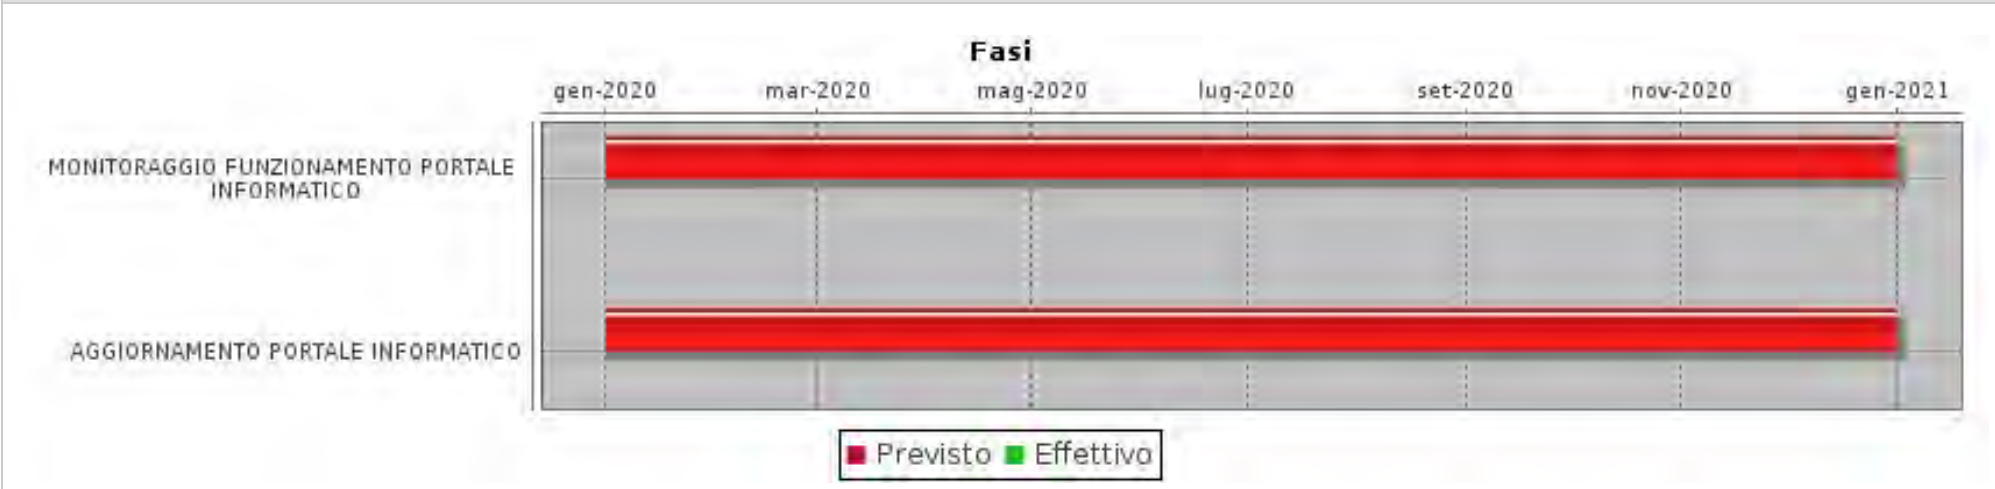 Fasi
gen-2020 mar-2020 mag-2020 lug-2020 set-2020 nov-2020 gen-2021
MONITORAGGIO FUNZIONAMENTO PORTALE
INFORMATICO
AGGIORNAMENTO PORTALE INFORMATICO
Previsto Effettivo